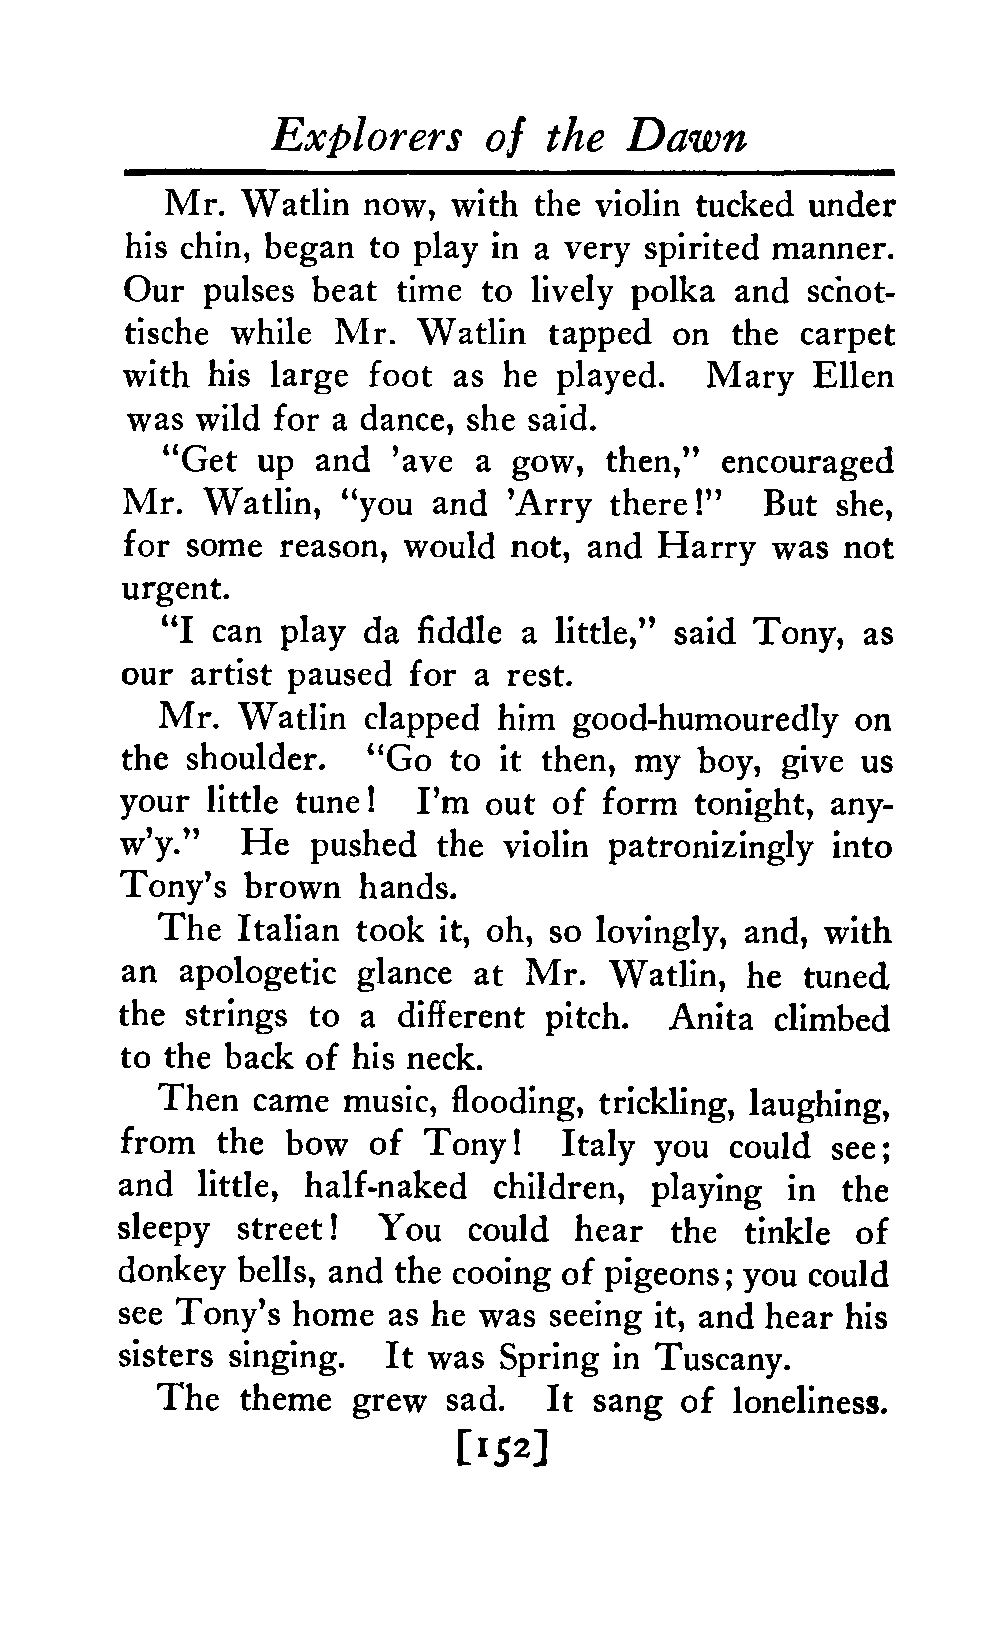 Explorers of the Dawn
Mr. Watlin now, with the violin tucked under
his chin, began to play in a very spirited manner.
Our pulses beat time to lively polka and schot-
tische while Mr. Watlin tapped on the carpet
with his large foot as he played. Mary Ellen
was wild for a dance, she said.
"Get up and 'ave a gow, then," encouraged
Mr. Watlin, "you and 'Arry there!" But she,
for some reason, would not, and Harry was not
urgent.
"I can play da fiddle a little," said Tony, as
our artist paused for a rest.
Mr. Watlin clapped him good-humouredly on
the shoulder. "Go to it then, my boy, give us
your little tune! I'm out of form tonight, any-
w'y." He pushed the violin patronizingly into
Tony's brown hands.
The Italian took it, oh, so lovingly, and, with
an apologetic glance at Mr. Watlin, he tuned
the strings to a different pitch. Anita climbed
to the back of his neck.
Then came music, flooding, trickling, laughing,
from the bow of Tony! Italy you could see;
and little, half-naked children, playing in the
sleepy street! You could hear the tinkle of
donkey bells, and the cooing of pigeons; you could
see Tony's home as he was seeing it, and hear his
sisters singing. It was Spring in Tuscany.
The theme grew sad. It sang of loneliness.
[152]